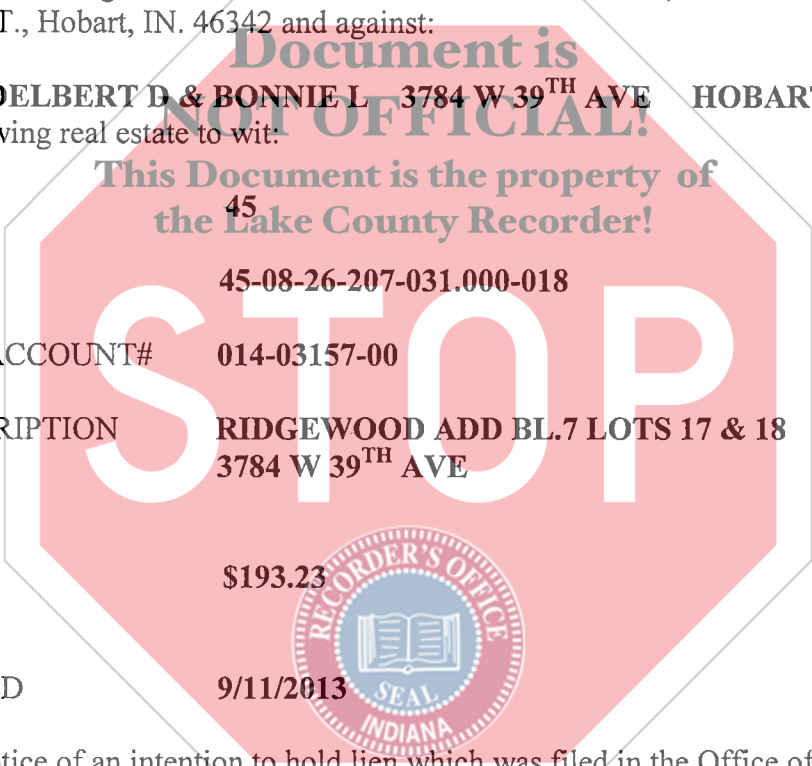 T., Hobart, IN. 46342 and against:
Document is
DELBERT D & BONNIE L 3784 W 39TH AVE HOBART
NOT OFFICIAL!
wing real estate to wit:
This Document is the property of
45
the Lake County Recorder!
45-08-26-207-031.000-018
STOP
ACCOUNT# 014-03157-00
RIPTION RIDGEWOOD ADD BL.7 LOTS 17 & 18
3784 W 39TH AVE
$193.23
RECORDER'S OFFICE
D 9/11/2013
SEAL
INDIANA
tice of an intention to hold lien which was filed in the Office of